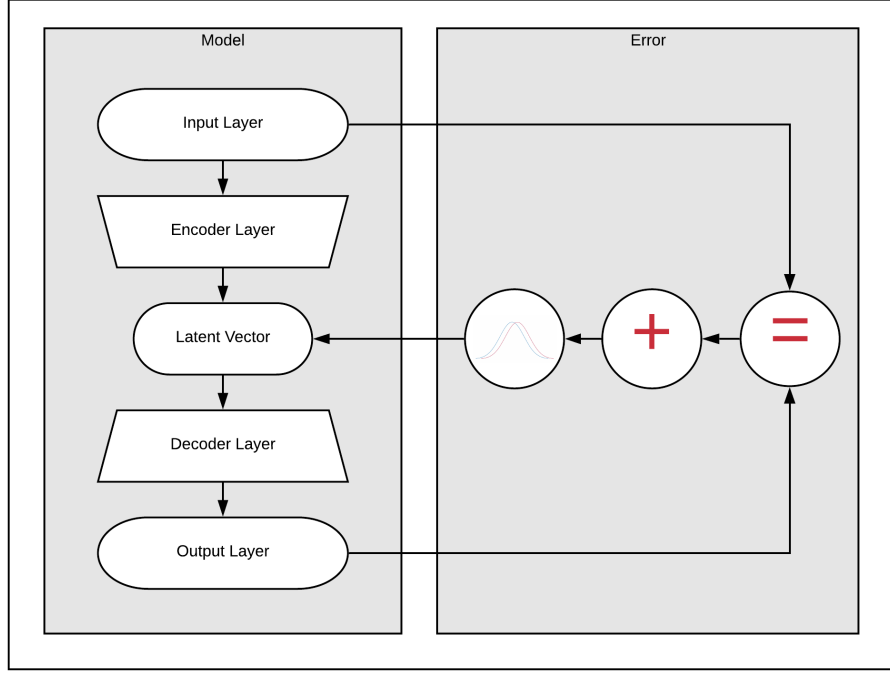 Model
Error
Input Layer
Encoder Layer
Latent Vector
+
=
Decoder Layer
Output Layer